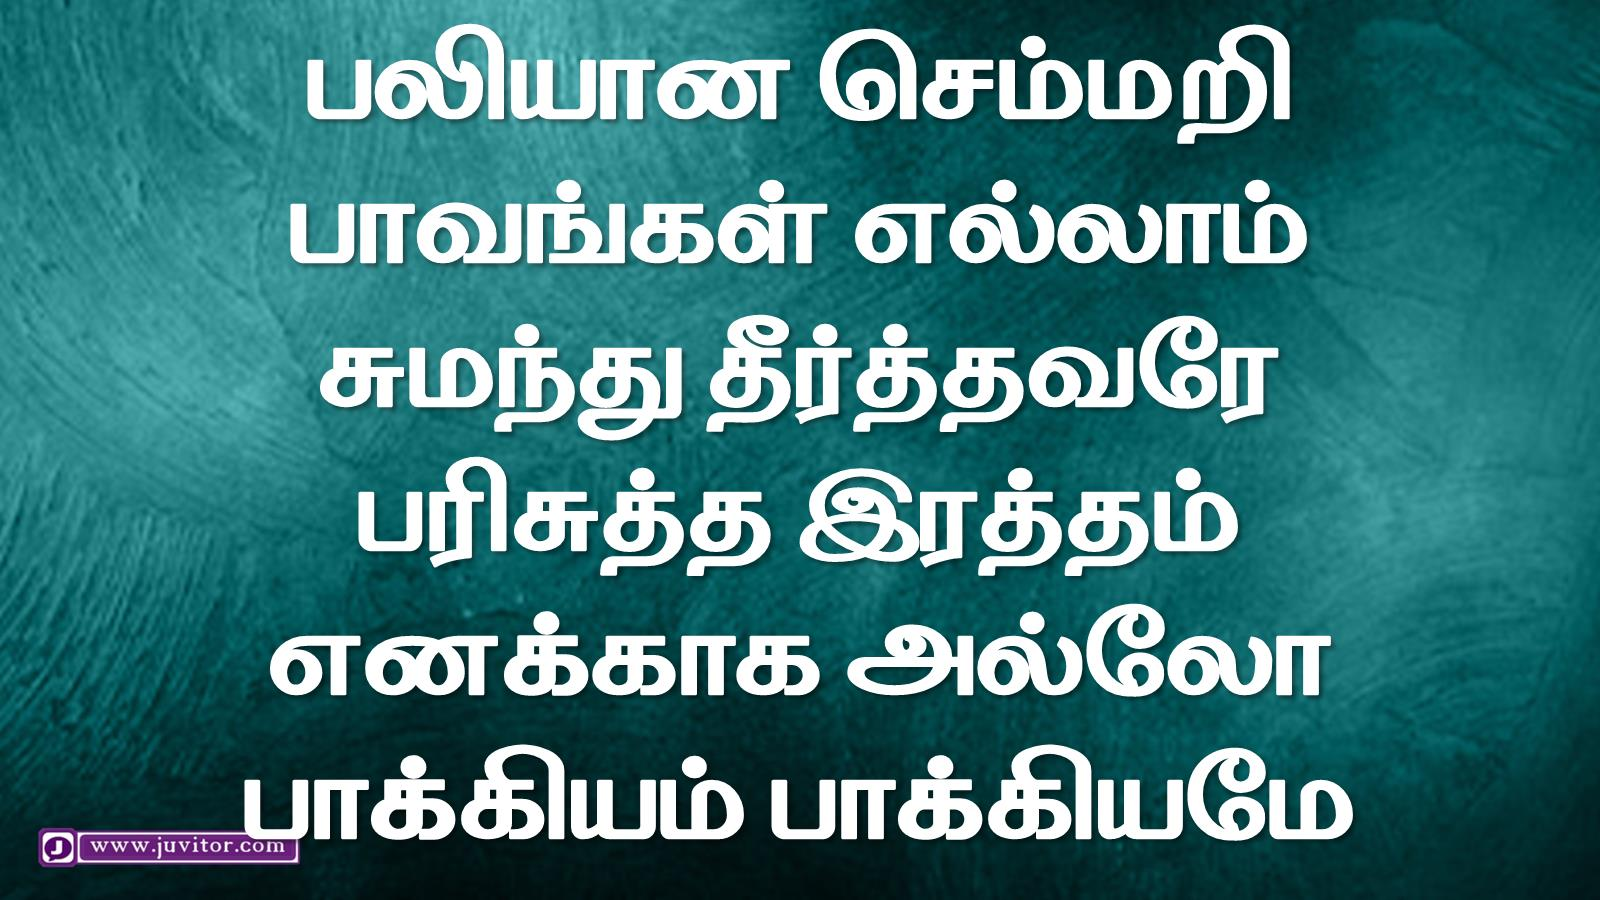 பலியான செம்மறி
பாவங்கள் எல்லாம்
சுமந்து தீர்த்தவரே
பரிசுத்த இரத்தம்
எனக்காக அல்லோ
பாக்கியம் பாக்கியமே
www.juvitor.com